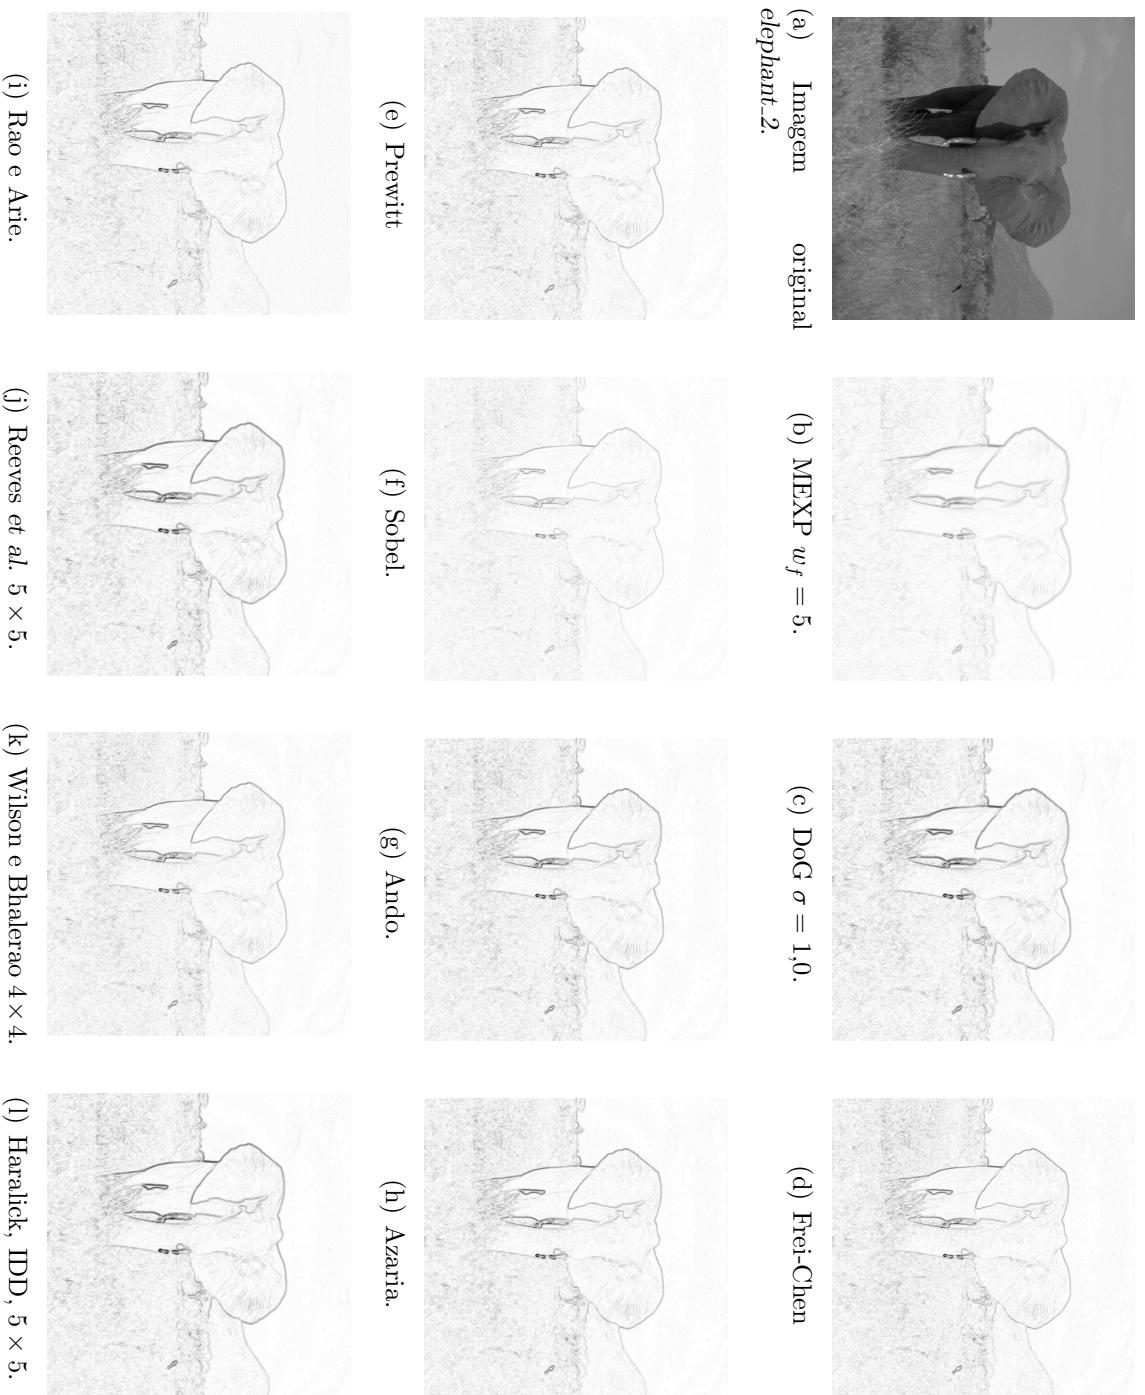 (a) Imagem original
elephant_2.
(b) MEXP w_f = 5.
(c) DoG σ = 1,0.
(d) Frei-Chen
(e) Prewitt
(f) Sobel.
(g) Ando.
(h) Azaria.
(i) Rao e Arie.
(j) Reeves et al. 5 × 5.
(k) Wilson e Bhalerao 4×4.
(l) Haralick, IDD, 5 × 5.